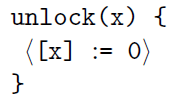 unlock(x) {
⟨[x] := 0⟩
}